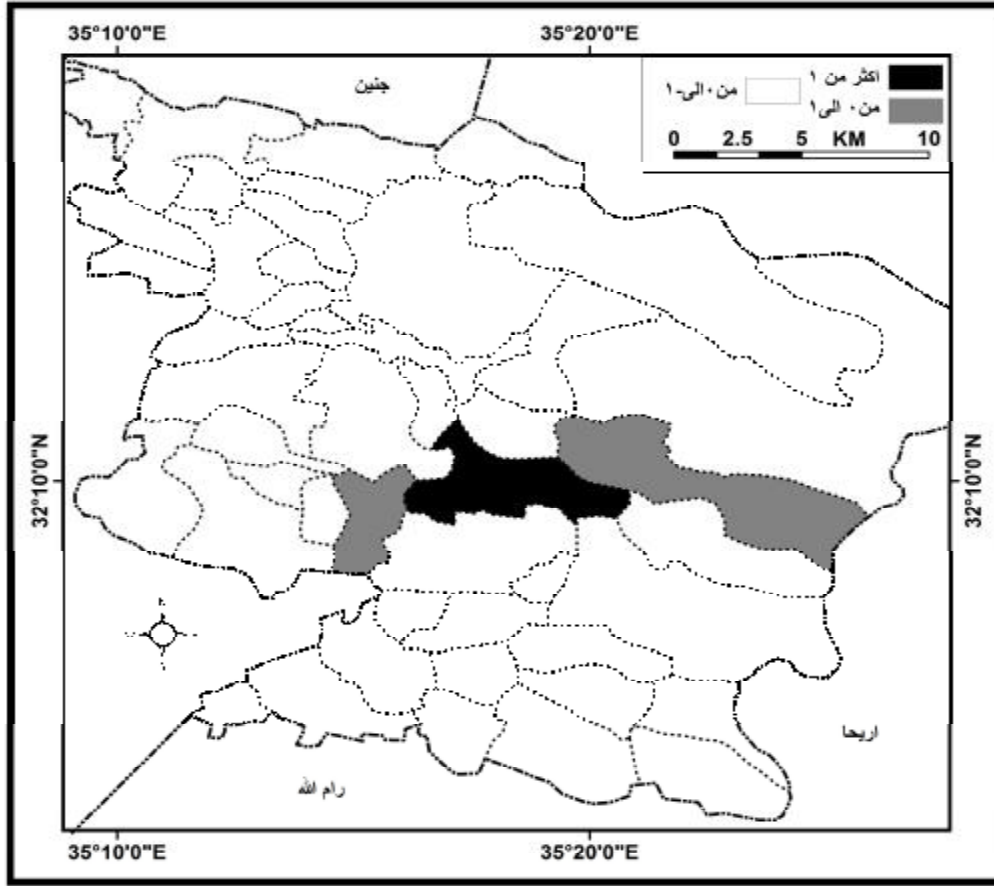 35°10'0"E 35°20'0"E
جنين
اكثر من ١
من ٠ الى ١
من ٠ الى-١
0 2.5 5 KM 10
32°10'0"N
32°10'0"N
اريحا
رام الله
35°10'0"E 35°20'0"E